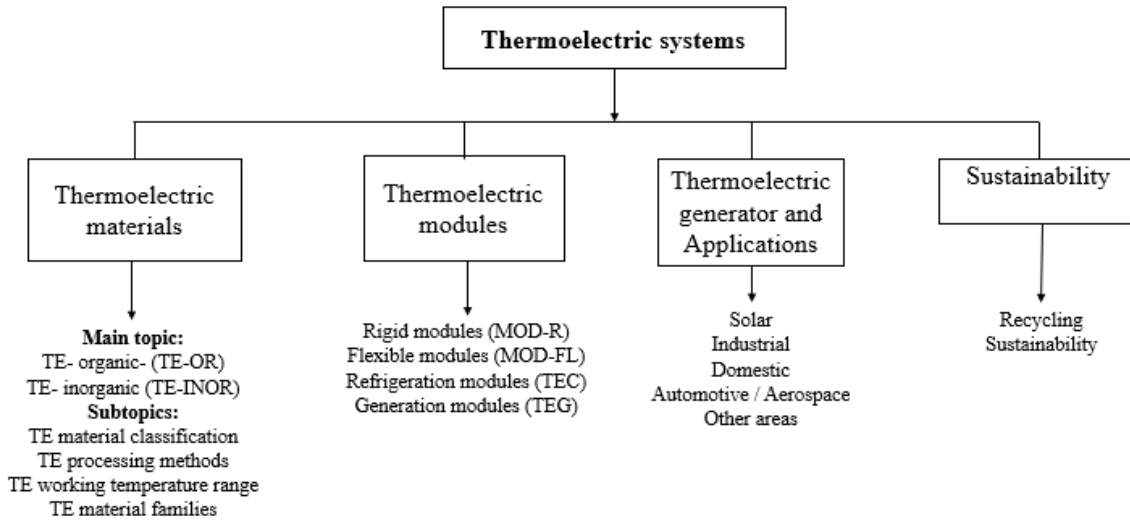 Thermoelectric systems
Thermoelectric
materials
Thermoelectric
modules
Thermoelectric
generator and
Applications
Sustainability
Main topic:
TE- organic- (TE-OR)
TE- inorganic (TE-INOR)
Subtopics:
TE material classification
TE processing methods
TE working temperature range
TE material families
Rigid modules (MOD-R)
Flexible modules (MOD-FL)
Refrigeration modules (TEC)
Generation modules (TEG)
Solar
Industrial
Domestic
Automotive / Aerospace
Other areas
Recycling
Sustainability